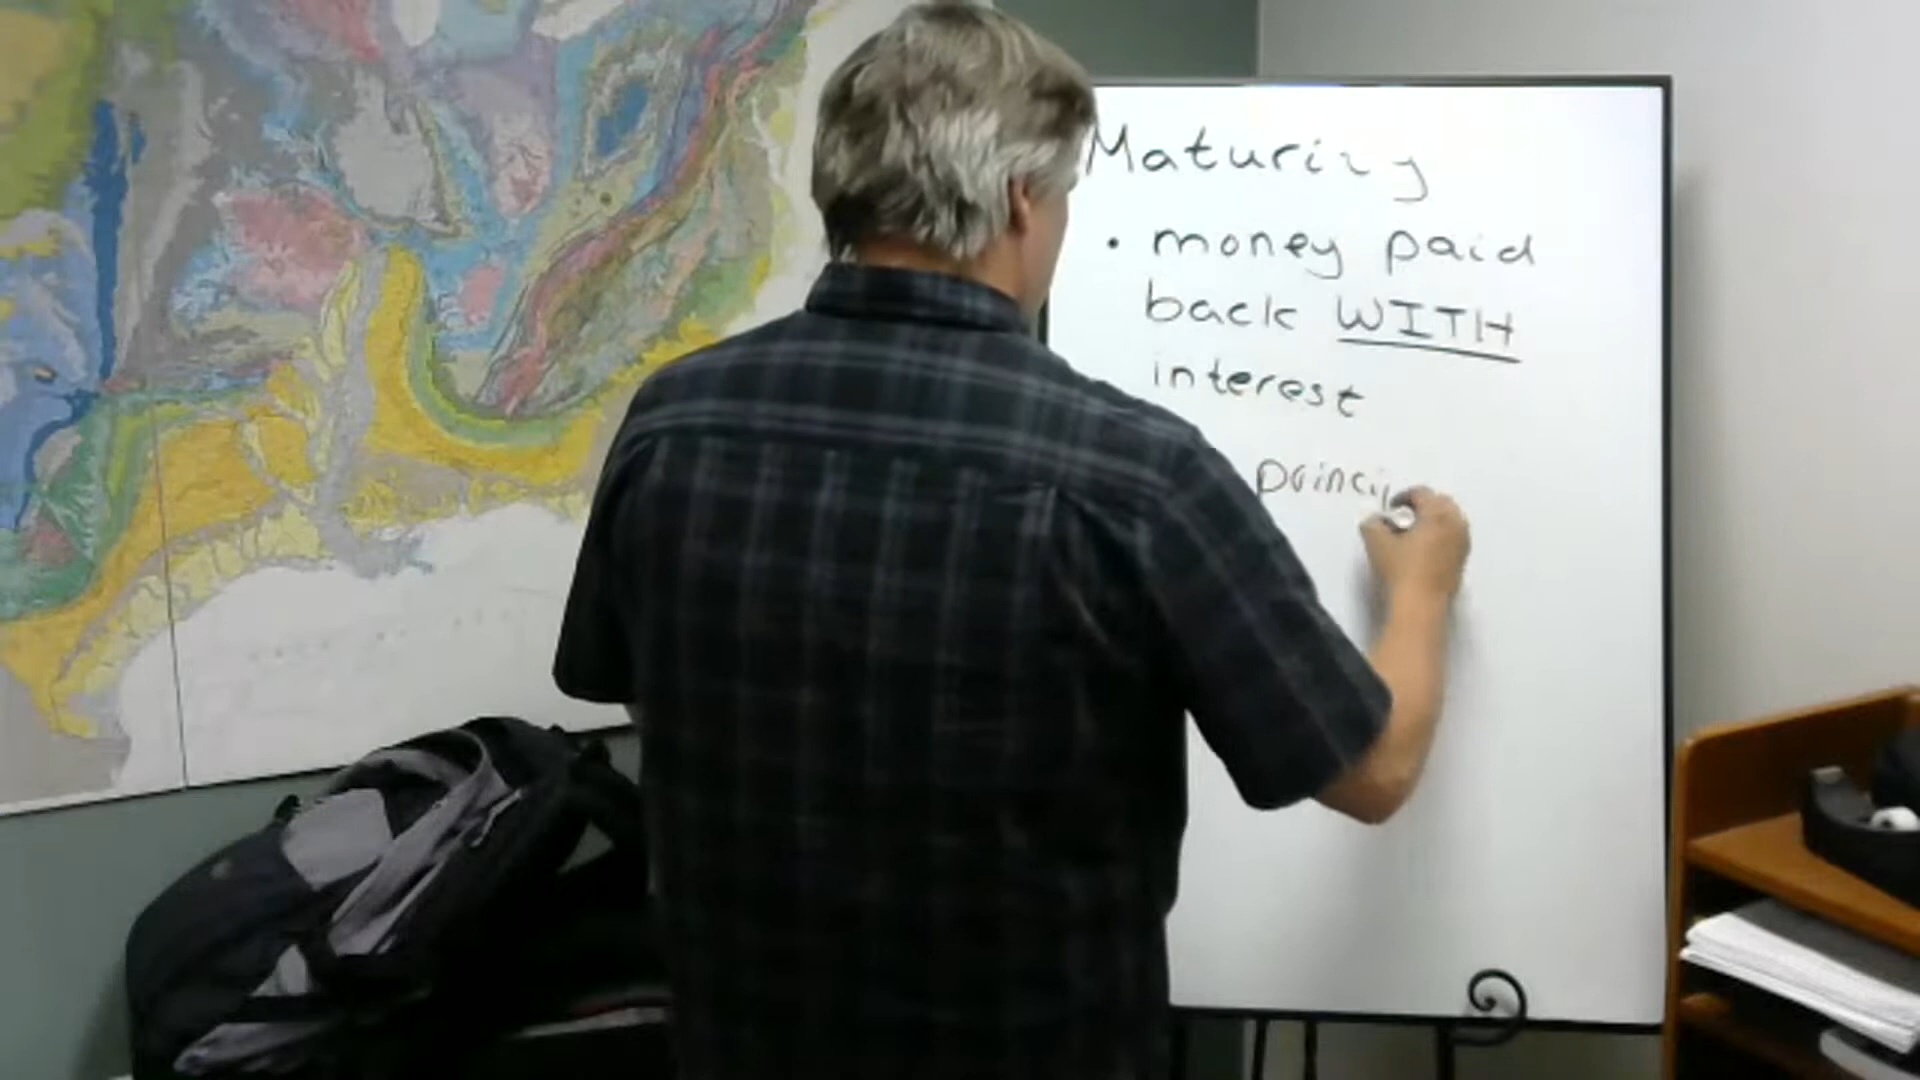 Maturity
• money paid
back WITH
interest
princi